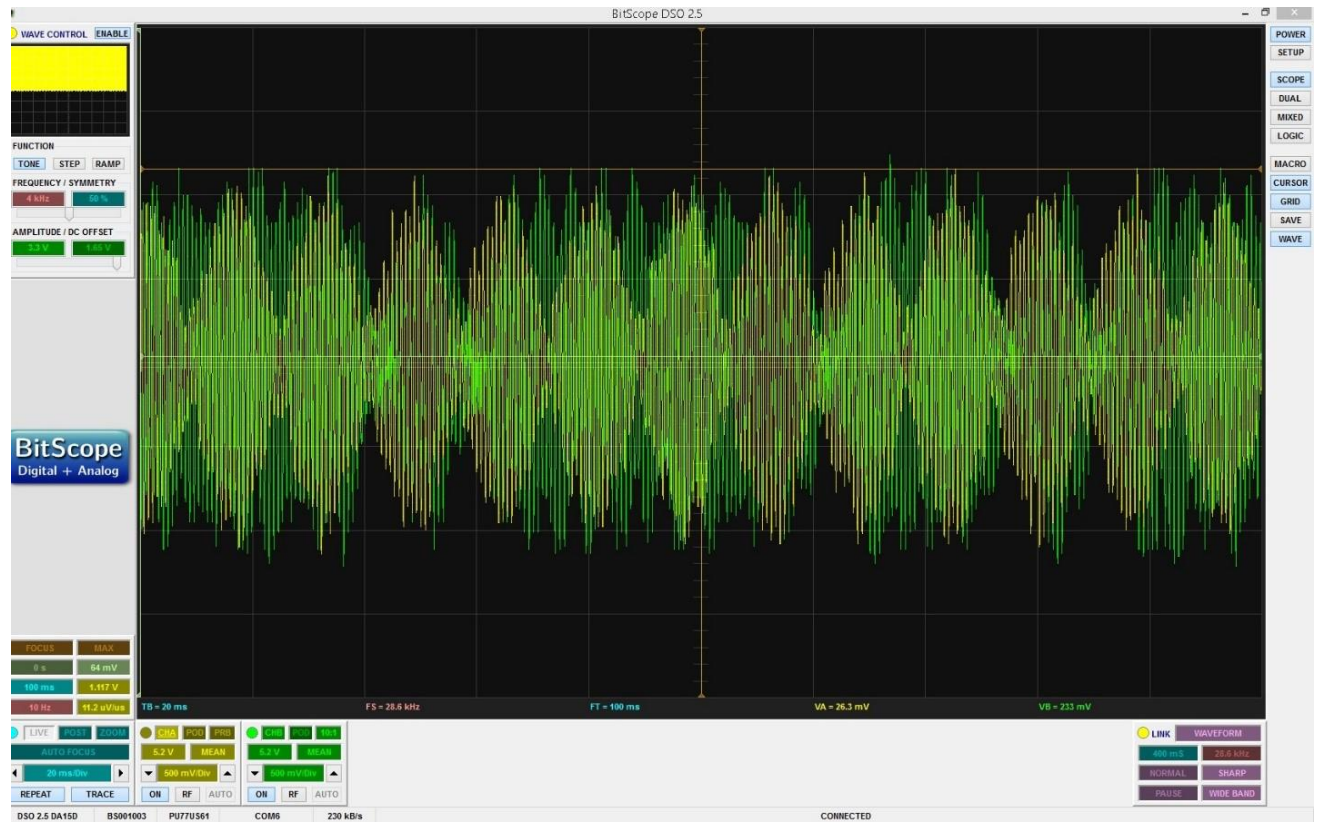 BitScope DSO 2.5
WAVE CONTROL ENABLE
FUNCTION
TONE STEP RAMP
FREQUENCY / SYMMETRY
4 kHz 50 %
AMPLITUDE / DC OFFSET
3.3 V 1.65 V
POWER
SETUP
SCOPE
DUAL
MIXED
LOGIC
MACRO
CURSOR
GRID
SAVE
WAVE
BitScope
Digital + Analog
FOCUS MAX
0 s 64 mV
100 ms 1.117 V
10 Hz 11.2 uV/us
TB = 20 ms FS = 28.6 kHz FT = 100 ms VA = 26.3 mV VB = 233 mV
LIVE POST ZOOM
AUTO FOCUS
20 ms/Div
REPEAT TRACE
CHA POD PRB
5.2 V MEAN
500 mV/Div
ON RF AUTO
CHB POD 10:1
5.2 V MEAN
500 mV/Div
ON RF AUTO
LINK WAVEFORM
400 mS 28.6 kHz
NORMAL SHARP
PAUSE WIDE BAND
DSO 2.5 DA15D BS001003 PU77US61 COM6 230 kB/s CONNECTED